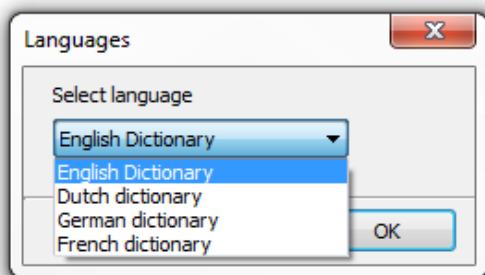 Languages
Select language
English Dictionary
English Dictionary
Dutch dictionary
German dictionary
French dictionary
OK